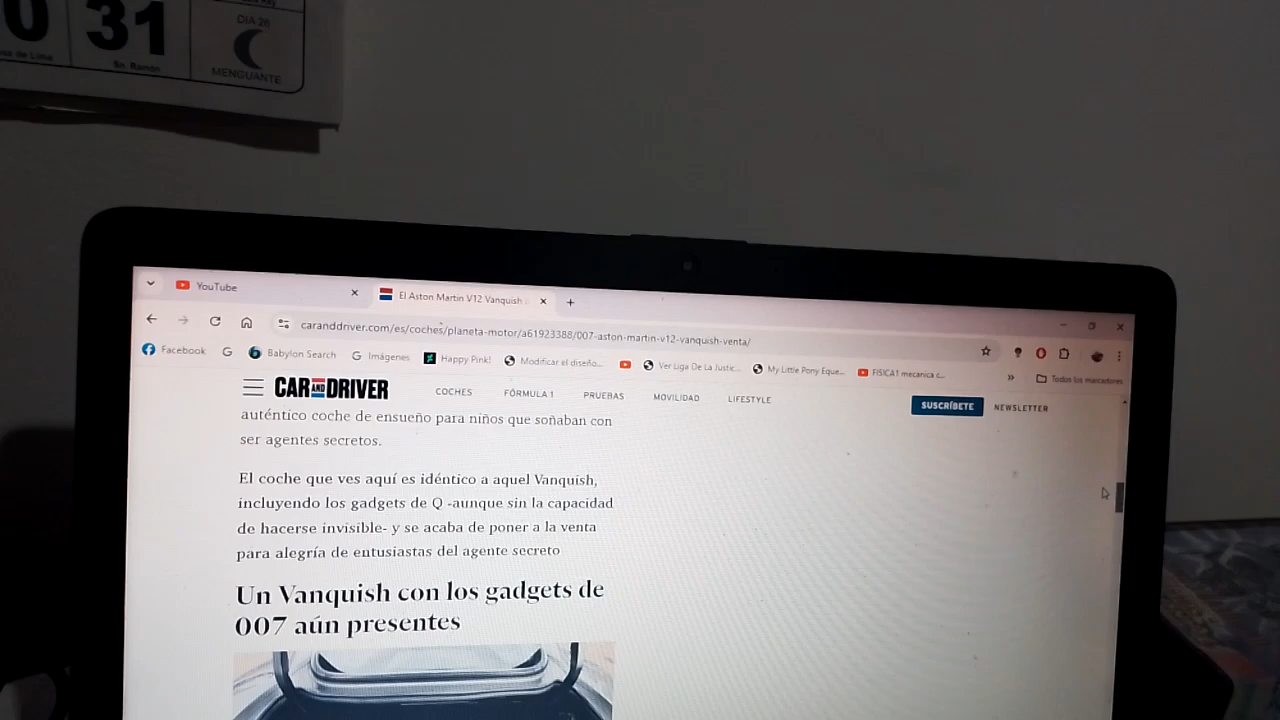 31
DIA 26
MENGUANTE
Sn. Ramón
YouTube
El Aston Martin V12 Vanquish
caranddriver.com/es/coches/planeta-motor/a61923388/007-aston-martin-v12-vanquish-venta/
Facebook
Babylon Search
Imágenes
Happy Pink!
Modificar el diseño...
Ver Liga De La Justic...
My Little Pony Eque...
FISICA1 mecanica c...
Todos los marcadores
CAR AND DRIVER
COCHES
FÓRMULA 1
PRUEBAS
MOVILIDAD
LIFESTYLE
SUSCRÍBETE
NEWSLETTER
auténtico coche de ensueño para niños que soñaban con
ser agentes secretos.
El coche que ves aquí es idéntico a aquel Vanquish,
incluyendo los gadgets de Q -aunque sin la capacidad
de hacerse invisible- y se acaba de poner a la venta
para alegría de entusiastas del agente secreto
Un Vanquish con los gadgets de
007 aún presentes